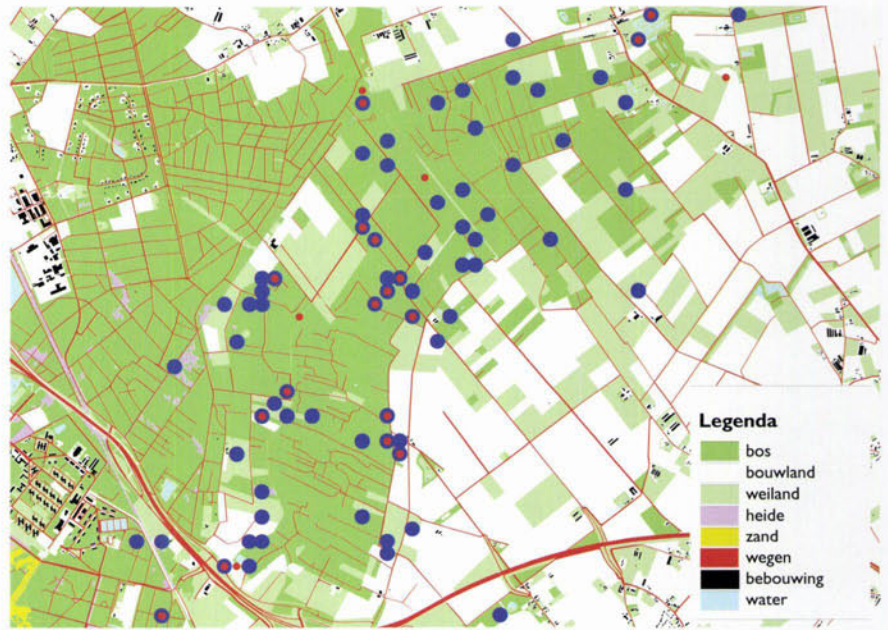 Legenda
bos
bouwland
weiland
heide
zand
wegen
bebouwing
water